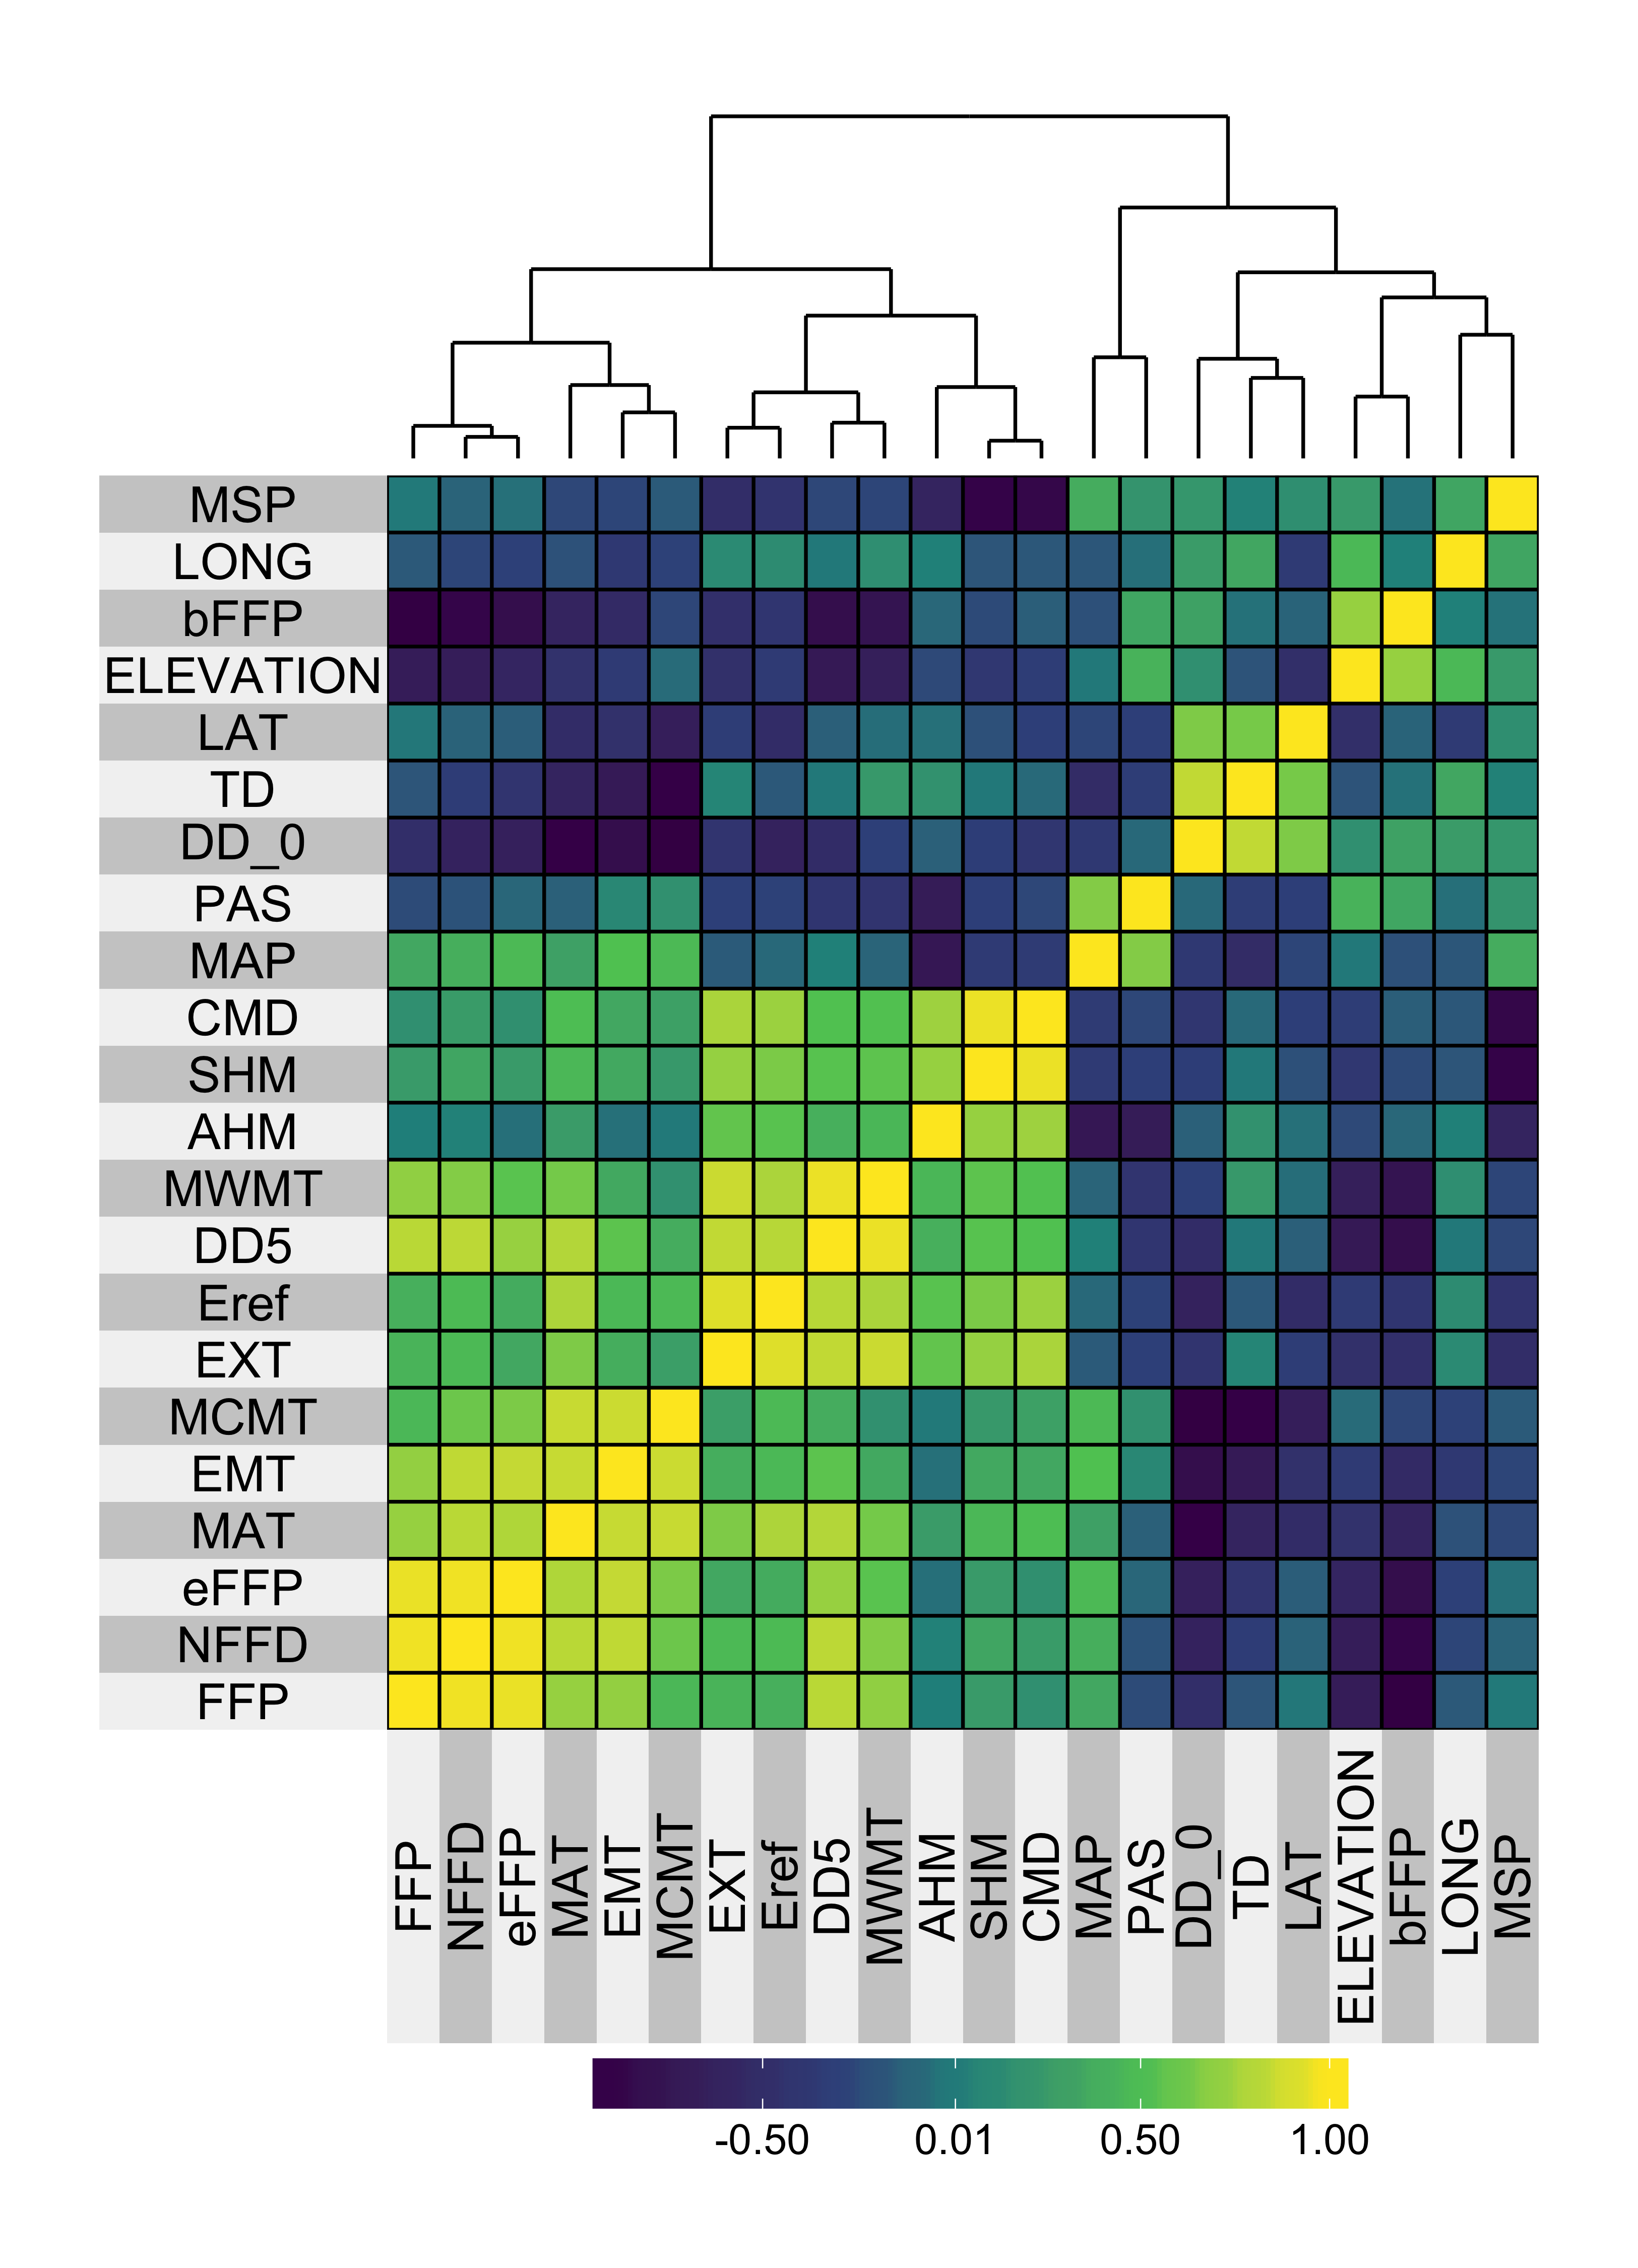 MSP
LONG
bFFP
ELEVATION
LAT
TD
DD_0
PAS
MAP
CMD
SHM
AHM
MWMT
DD5
Eref
EXT
MCMT
EMT
MAT
eFFP
NFFD
FFP
FFP NFFD eFFP MAT EMT MCMT EXT Eref DD5 MWMT AHM SHM CMD MAP PAS DD_0 TD LAT ELEVATION bFFP LONG MSP
-0.50 0.01 0.50 1.00